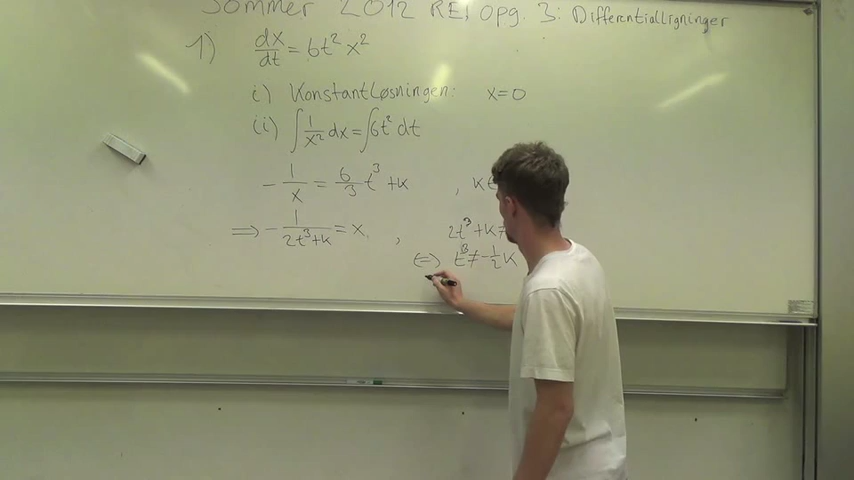 Sommer 2012 REP Opg. 3: Differentialligninger
1) dx/dt = 6t² x²
i) Konstantløsningen: x=0
ii) ∫ 1/x² dx = ∫ 6t² dt
- 1/x = 6/3 t³ + k , k
⟹ - 1/(2t³+k) = x , 2t³ + k ≠
⟺ t³ ≠ - 1/2 k